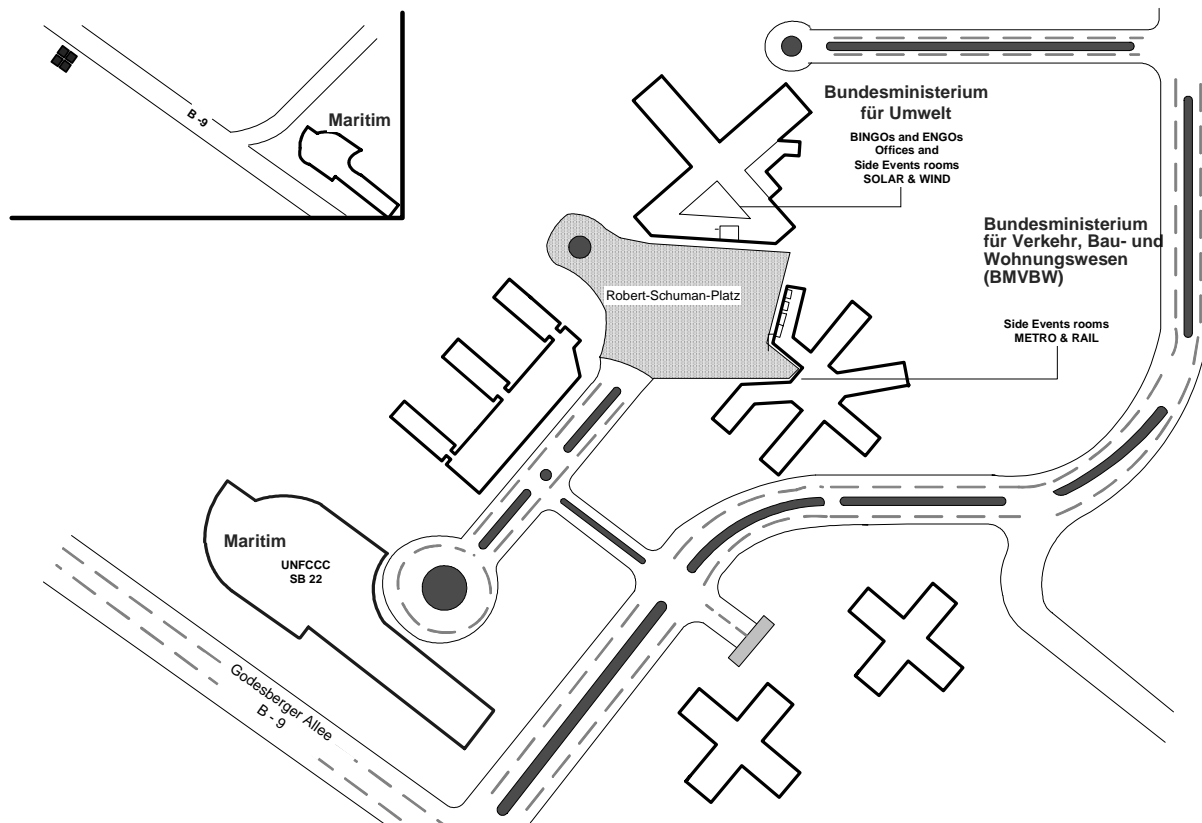 B -9
Maritim
Bundesministerium
für Umwelt
BINGOs and ENGOs
Offices and
Side Events rooms
SOLAR & WIND
Bundesministerium
für Verkehr, Bau- und
Wohnungswesen
(BMVBW)
Robert-Schuman-Platz
Side Events rooms
METRO & RAIL
Maritim
UNFCCC
SB 22
Godesberger Allee
B - 9